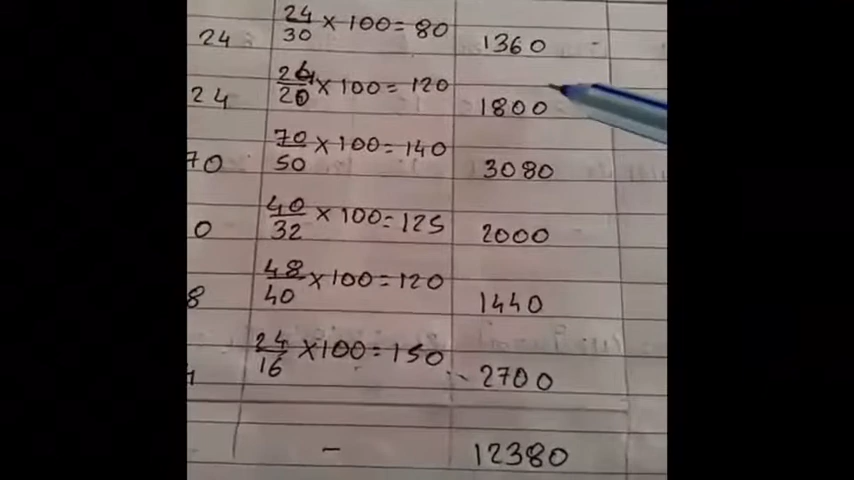 24 24/30 × 100 = 80 1360
24 24/20 × 100 = 120 1800
70 70/50 × 100 = 140 3080
0 40/32 × 100 = 125 2000
8 48/40 × 100 = 120 1440
24/16 × 100 = 150 2700
- 12380